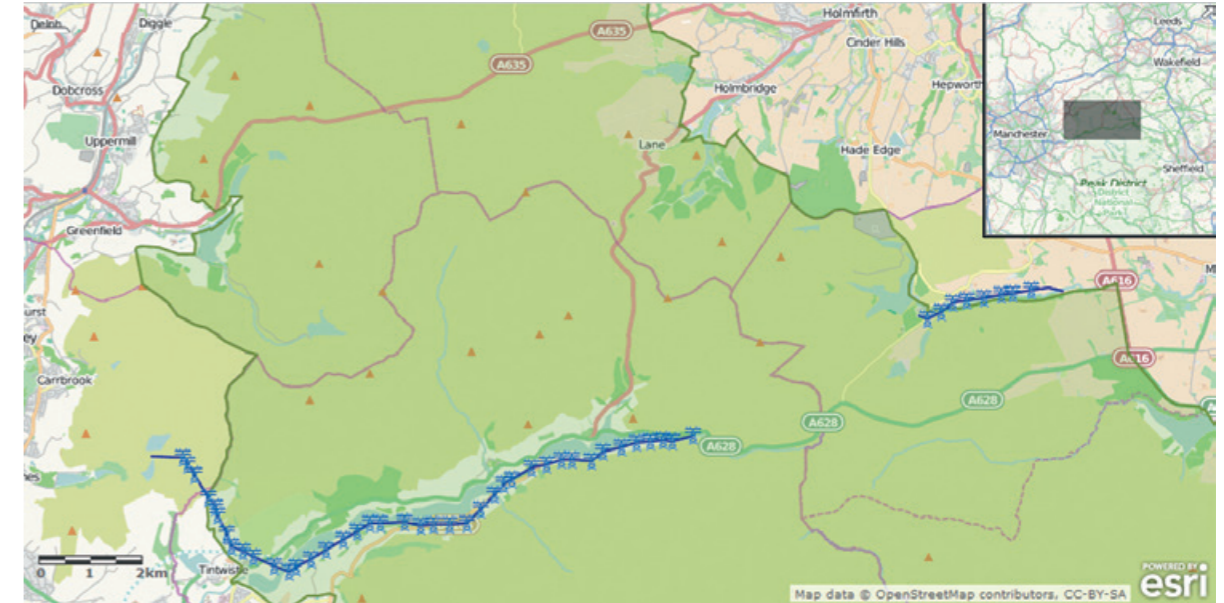 Delph
Diggle
A635
Holmfirth
Leeds
Cinder Hills
A635
Wakefield
Dobcross
Holmbridge
Hepworth
Manchester
Uppermill
Lane
Hade Edge
Sheffield
Peak District
District
National
Greenfield
A616
Carrbrook
A616
A628
A628
A628
Tintwistle
0 1 2km
POWERED BY
esri
Map data © OpenStreetMap contributors, CC-BY-SA